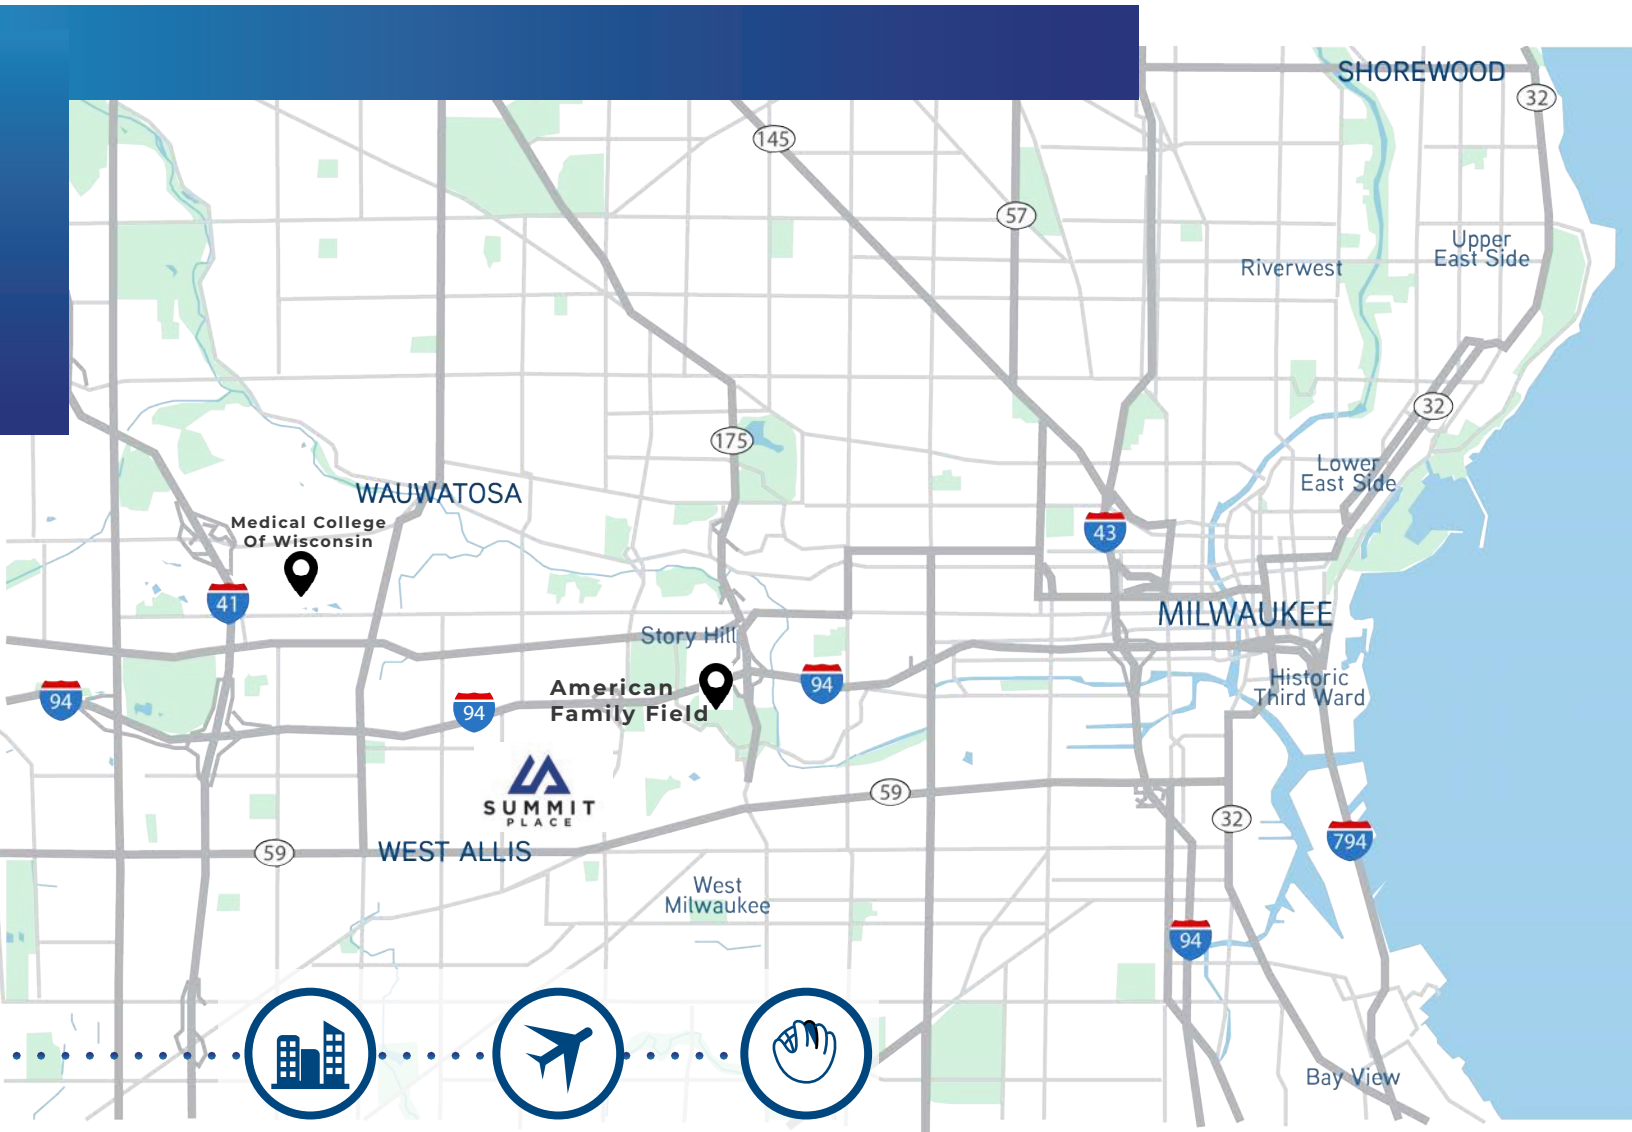 SHOREWOOD
32
145
57
Upper
East Side
Riverwest
32
175
Lower
East Side
WAUWATOSA
Medical College
Of Wisconsin
43
41
MILWAUKEE
Story Hill
Historic
Third Ward
94
94
American
Family Field
94
SUMMIT
PLACE
59
32
794
59
WEST ALLIS
West
Milwaukee
94
Bay View